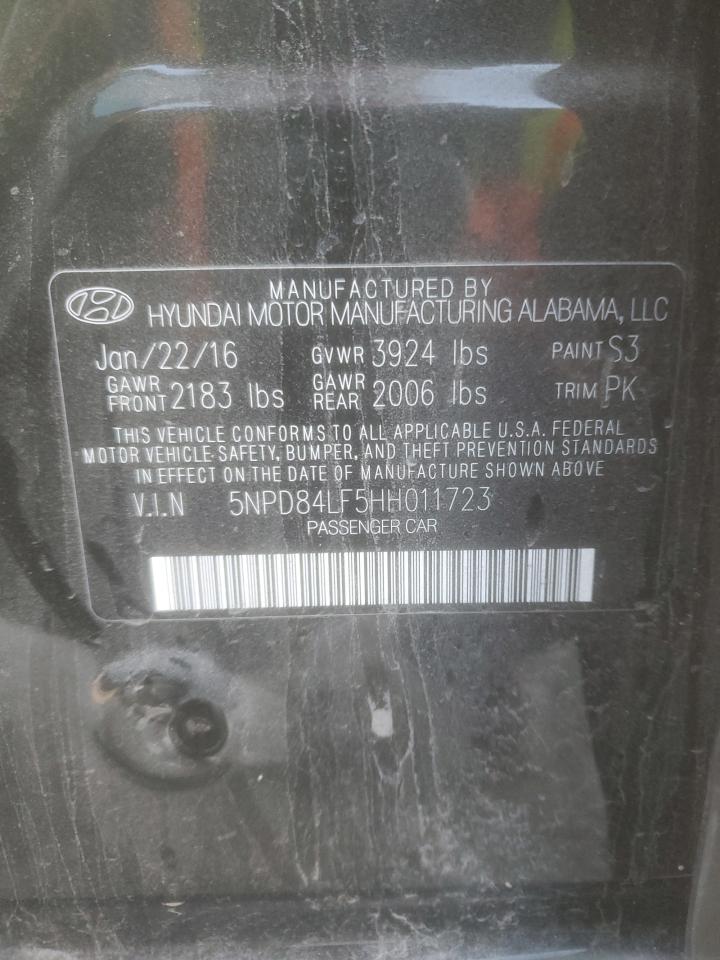 MANUFACTURED BY
HYUNDAI MOTOR MANUFACTURING ALABAMA, LLC
Jan/22/16 GVWR 3924 lbs PAINT S3
GAWR FRONT 2183 lbs GAWR REAR 2006 lbs TRIM PK
THIS VEHICLE CONFORMS TO ALL APPLICABLE U.S.A. FEDERAL
MOTOR VEHICLE SAFETY, BUMPER, AND THEFT PREVENTION STANDARDS
IN EFFECT ON THE DATE OF MANUFACTURE SHOWN ABOVE
V.I.N 5NPD84LF5HH011723
PASSENGER CAR